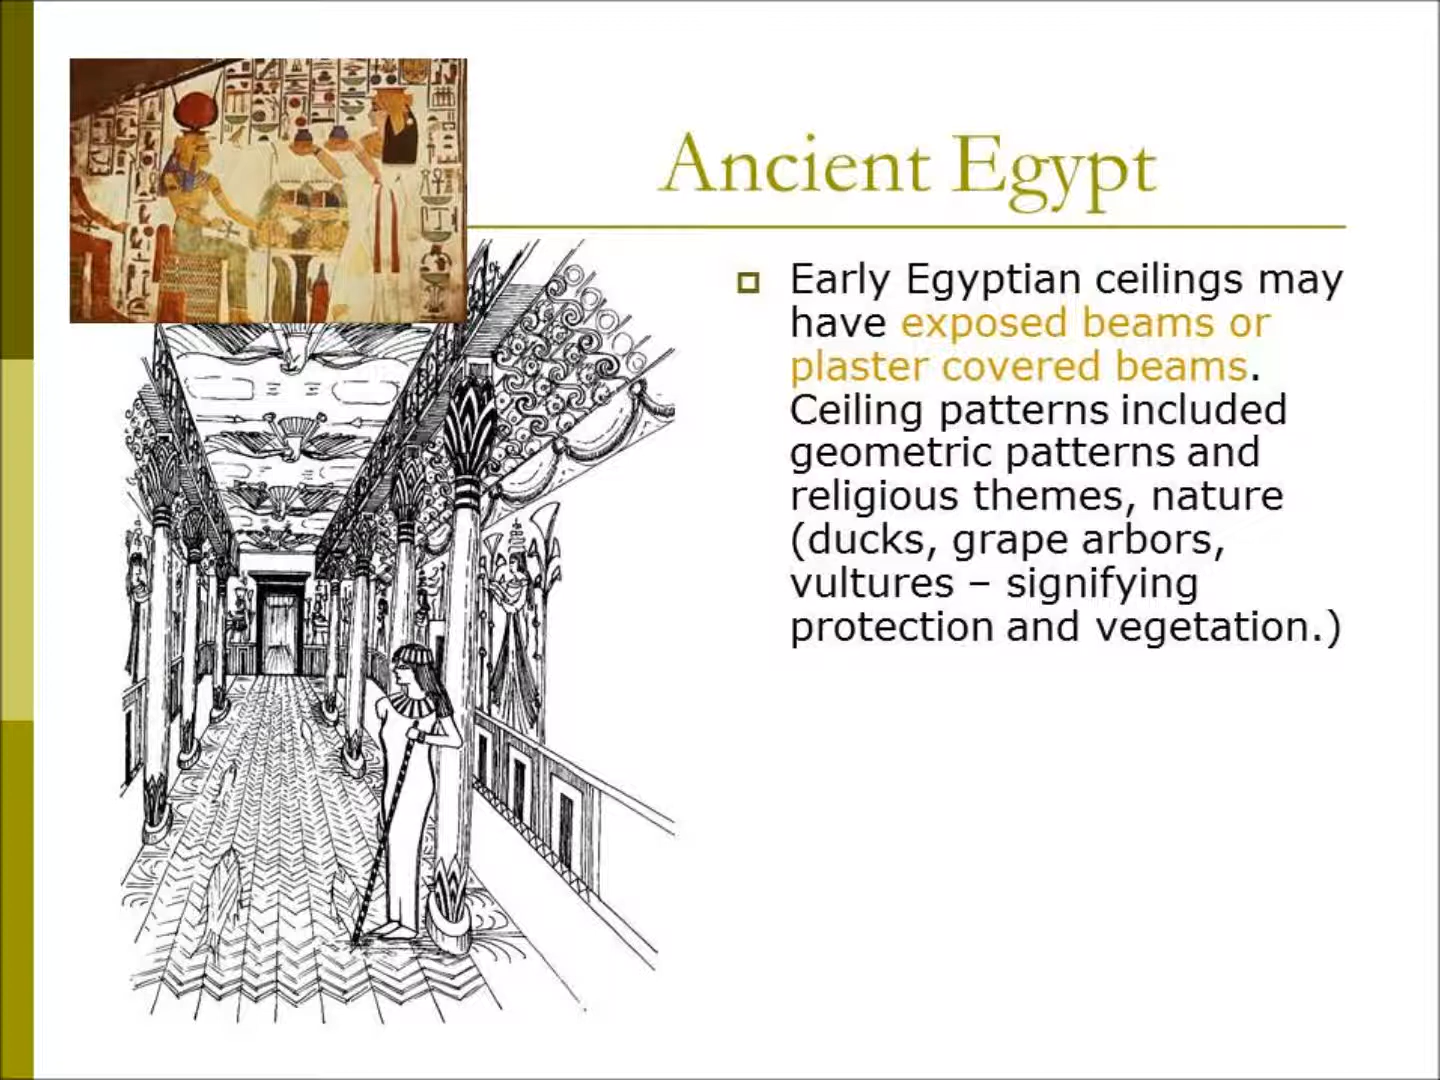 Ancient Egypt
Early Egyptian ceilings may
have exposed beams or
plaster covered beams.
Ceiling patterns included
geometric patterns and
religious themes, nature
(ducks, grape arbors,
vultures – signifying
protection and vegetation.)